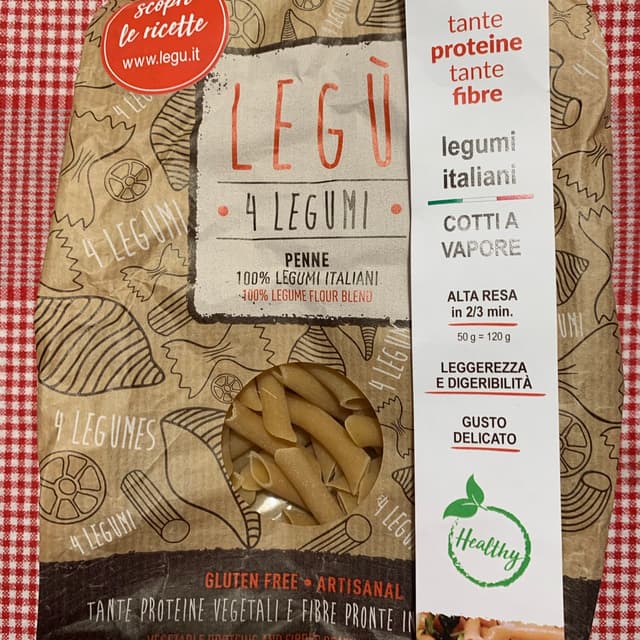 scopri
le ricette
www.legu.it
LEGÙ
• 4 LEGUMI •
PENNE
100% LEGUMI ITALIANI
100% LEGUME FLOUR BLEND
tante
proteine
tante
fibre
legumi
italiani
COTTI A
VAPORE
ALTA RESA
in 2/3 min.
50 g = 120 g
LEGGEREZZA
E DIGERIBILITÀ
GUSTO
DELICATO
Healthy
4 LEGUMI
4 LEGUMES
4 LEGUMI
GLUTEN FREE • ARTISANAL
TANTE PROTEINE VEGETALI E FIBRE PRONTE IN